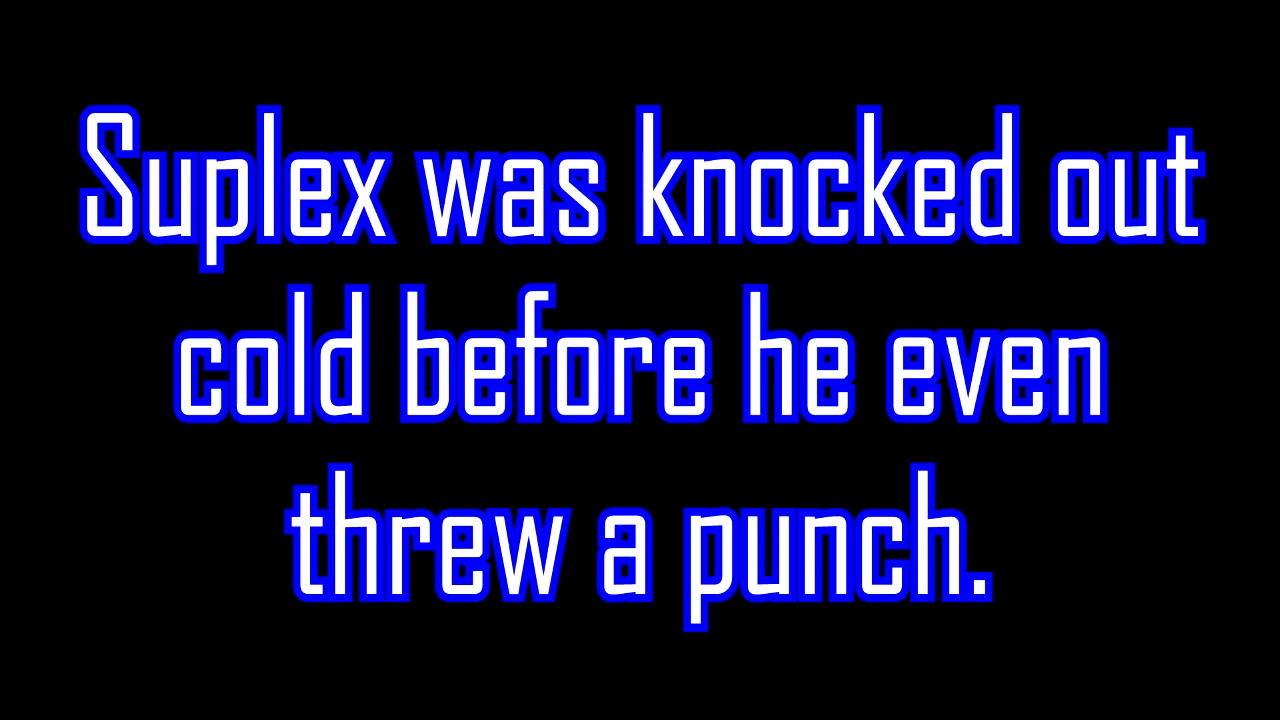 Suplex was knocked out
cold before he even
threw a punch.